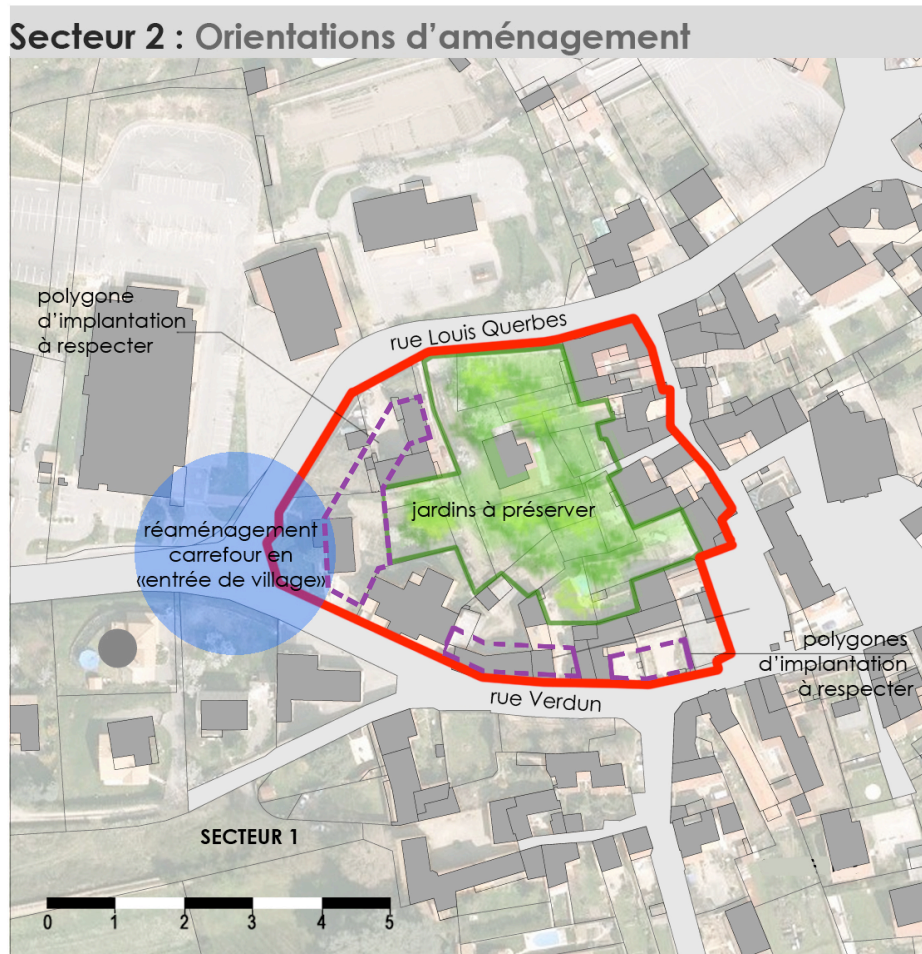 Secteur 2 : Orientations d'aménagement
polygone
d'implantation
à respecter
rue Louis Querbes
jardins à préserver
réaménagement
carrefour en
«entrée de village»
polygones
d'implantation
à respecter
rue Verdun
SECTEUR 1
0 1 2 3 4 5